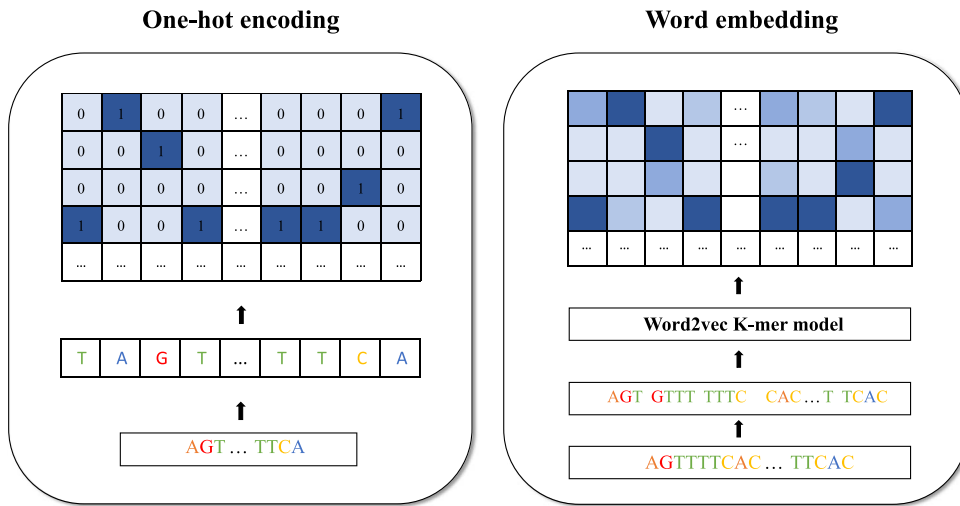 One-hot encoding
0 1 0 0 ... 0 0 0 1
0 0 1 0 ... 0 0 0 0
0 0 0 0 ... 0 0 1 0
1 0 0 1 ... 1 1 0 0
... ... ... ... ... ... ... ... ...
T A G T ... T T C A
AGT... TTCA
Word embedding
...
...
... ... ... ... ... ... ... ... ...
Word2vec K-mer model
AGT GTTT TTTC CAC...T TCAC
AGTTTTCAC... TTCAC